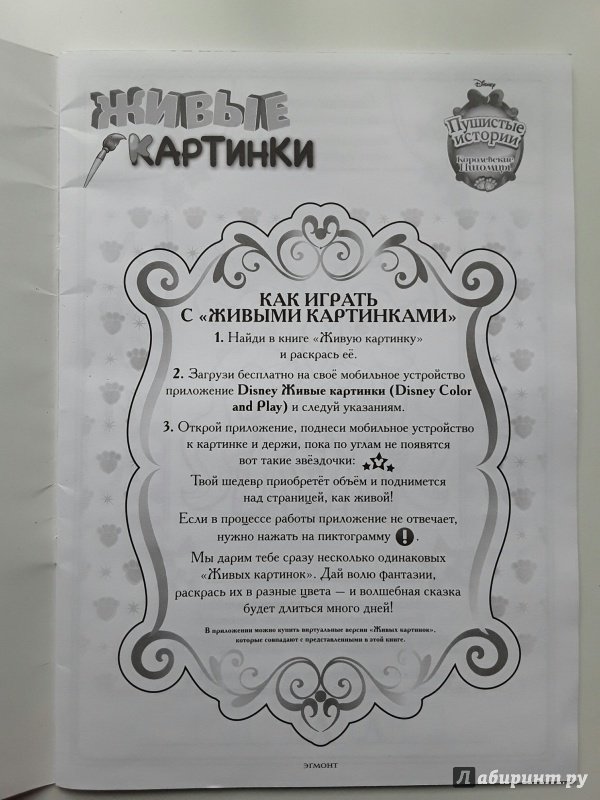 ЖИВЫЕ
КАРТИНКИ
Disney
Пушистые
истории
Королевские
Питомцы
КАК ИГРАТЬ
С «ЖИВЫМИ КАРТИНКАМИ»
1. Найди в книге «Живую картинку»
и раскрась её.
2. Загрузи бесплатно на своё мобильное устройство
приложение Disney Живые картинки (Disney Color
and Play) и следуй указаниям.
3. Открой приложение, поднеси мобильное устройство
к картинке и держи, пока по углам не появятся
вот такие звёздочки:
Твой шедевр приобретёт объём и поднимется
над страницей, как живой!
Если в процессе работы приложение не отвечает,
нужно нажать на пиктограмму !.
Мы дарим тебе сразу несколько одинаковых
«Живых картинок». Дай волю фантазии,
раскрась их в разные цвета — и волшебная сказка
будет длиться много дней!
В приложении можно купить виртуальные версии «Живых картинок»,
которые совпадают с представленными в этой книге.
ЭГМОНТ
Лабиринт.ру